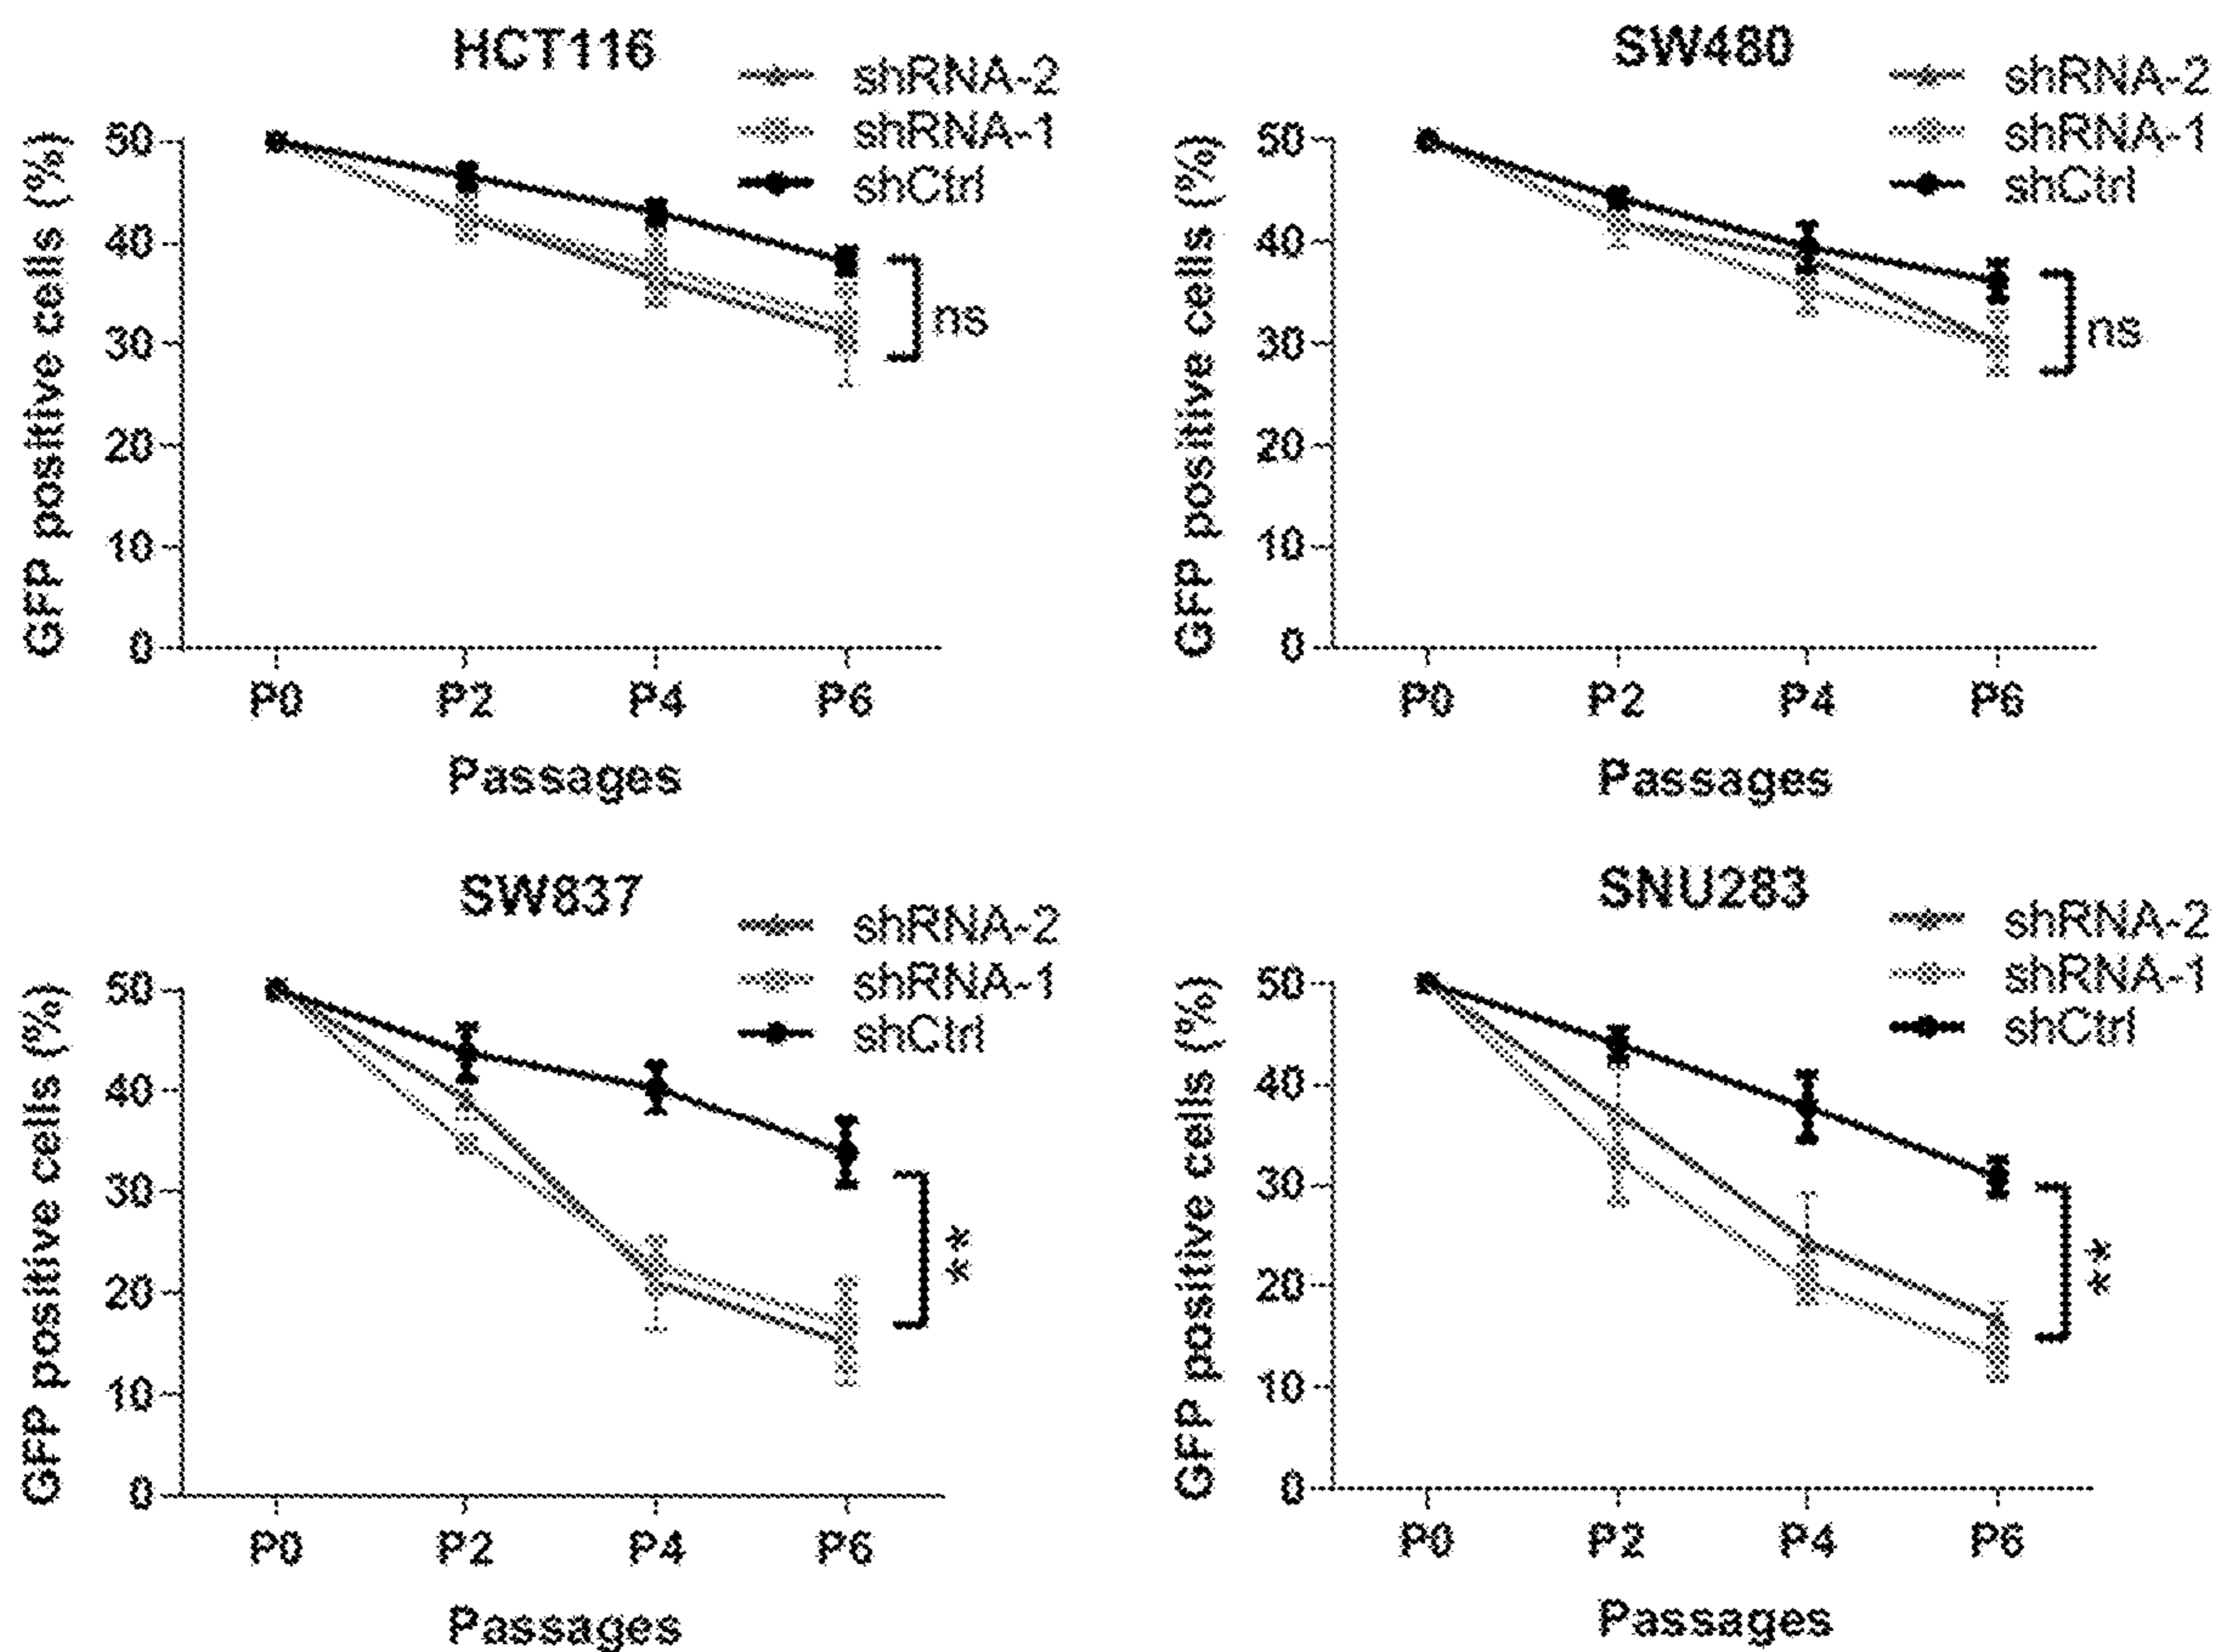 HCT116
shRNA-2
shRNA-1
shCtrl
GFP positive cells (%)
50
40
30
20
10
0
ns
P0 P2 P4 P6
Passages
SW480
shRNA-2
shRNA-1
shCtrl
GFP positive cells (%)
50
40
30
20
10
0
ns
P0 P2 P4 P6
Passages
SW837
shRNA-2
shRNA-1
shCtrl
GFP positive cells (%)
50
40
30
20
10
0
**
P0 P2 P4 P6
Passages
SNU283
shRNA-2
shRNA-1
shCtrl
GFP positive cells (%)
50
40
30
20
10
0
**
P0 P2 P4 P6
Passages